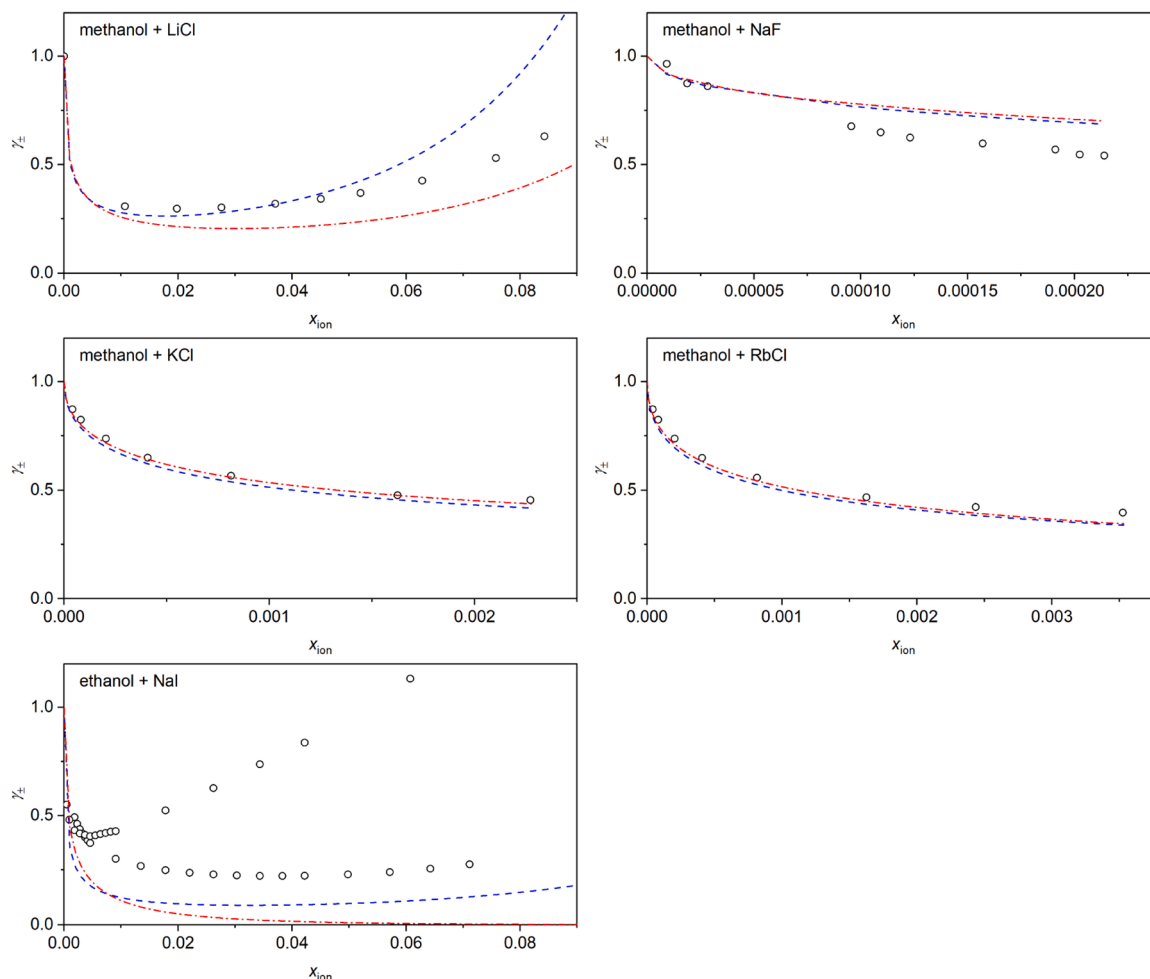 methanol + LiCl
1.0
0.5
0.0
γ±
0.00 0.02 0.04 0.06 0.08
xion
methanol + NaF
1.0
0.5
0.0
γ±
0.00000 0.00005 0.00010 0.00015 0.00020
xion
methanol + KCl
1.0
0.5
0.0
γ±
0.000 0.001 0.002
xion
methanol + RbCl
1.0
0.5
0.0
γ±
0.000 0.001 0.002 0.003
xion
ethanol + NaI
1.0
0.5
0.0
γ±
0.00 0.02 0.04 0.06 0.08
xion